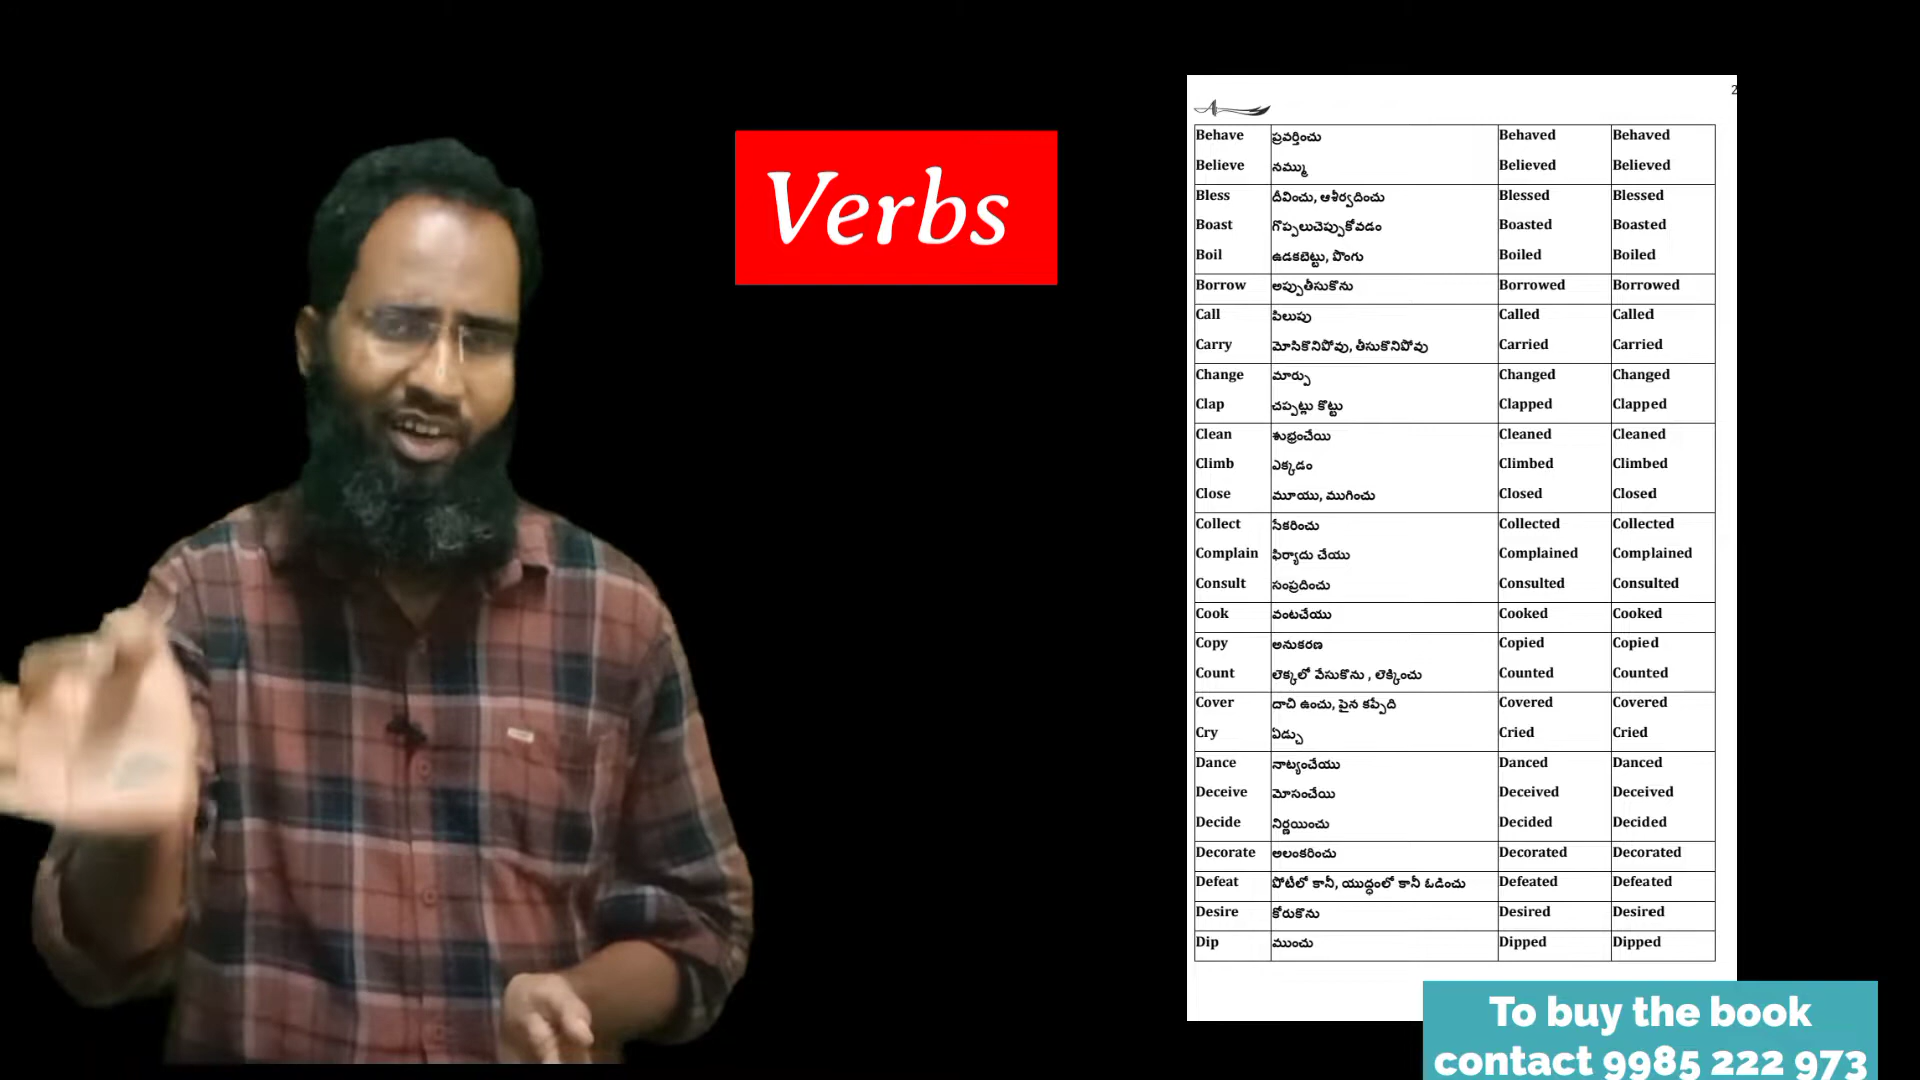 Verbs
2
Behave ప్రవర్తించు Behaved Behaved
Believe నమ్ము Believed Believed
Bless దీవించు, ఆశీర్వదించు Blessed Blessed
Boast గొప్పలుచెప్పుకోవడం Boasted Boasted
Boil ఉడకబెట్టు, పొంగు Boiled Boiled
Borrow అప్పుతీసుకొను Borrowed Borrowed
Call పిలుపు Called Called
Carry మోసికొనిపోవు, తీసుకొనిపోవు Carried Carried
Change మార్పు Changed Changed
Clap చప్పట్లు కొట్టు Clapped Clapped
Clean శుభ్రంచేయి Cleaned Cleaned
Climb ఎక్కడం Climbed Climbed
Close మూయు, ముగించు Closed Closed
Collect సేకరించు Collected Collected
Complain ఫిర్యాదు చేయు Complained Complained
Consult సంప్రదించు Consulted Consulted
Cook వంటచేయు Cooked Cooked
Copy అనుకరణ Copied Copied
Count లెక్కలో వేసుకొను , లెక్కించు Counted Counted
Cover దాచి ఉంచు, పైన కప్పేది Covered Covered
Cry ఏడ్చు Cried Cried
Dance నాట్యంచేయు Danced Danced
Deceive మోసంచేయి Deceived Deceived
Decide నిర్ణయించు Decided Decided
Decorate అలంకరించు Decorated Decorated
Defeat పోటీలో కానీ, యుద్ధంలో కానీ ఓడించు Defeated Defeated
Desire కోరుకొను Desired Desired
Dip ముంచు Dipped Dipped
To buy the book
contact 9985 222 973